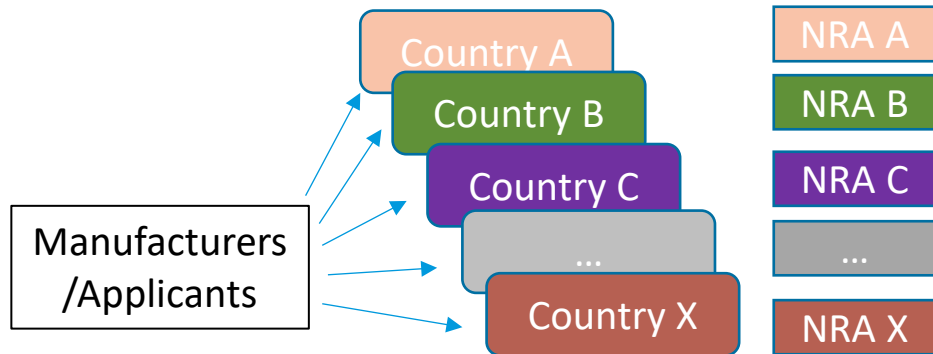 Country A
NRA A
Country B
NRA B
Country C
NRA C
Manufacturers
/Applicants
...
...
Country X
NRA X